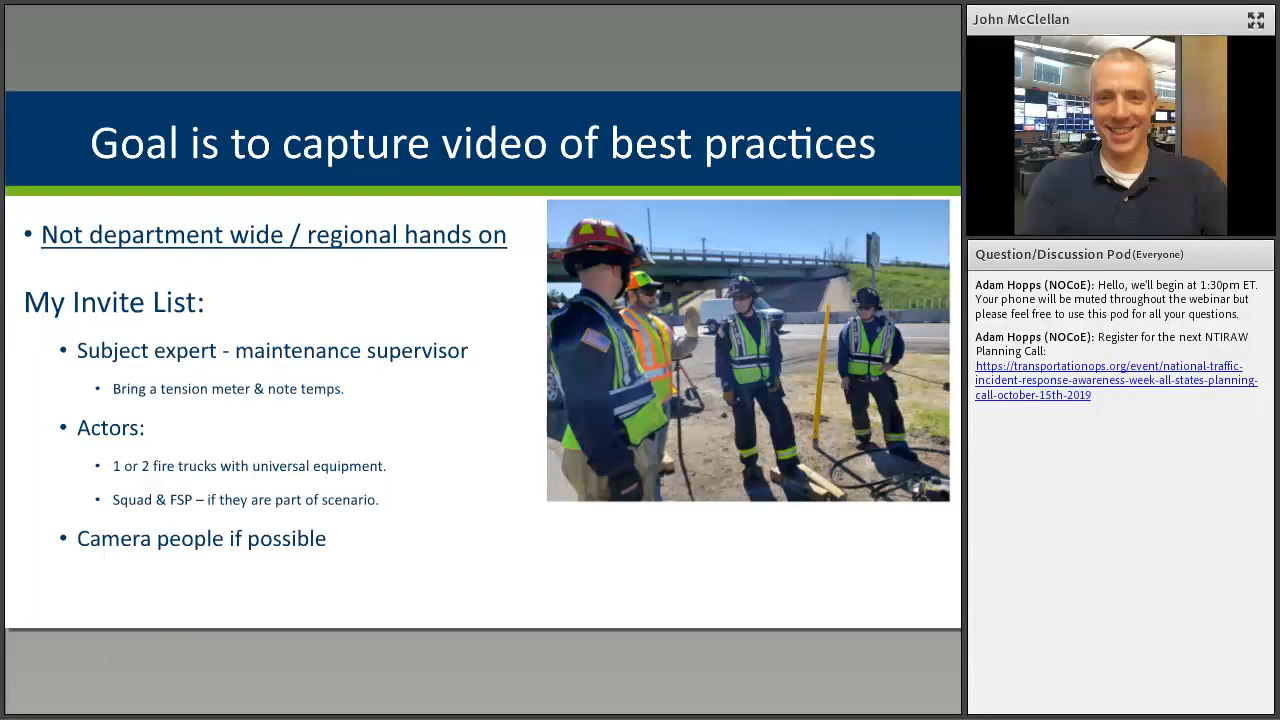 Goal is to capture video of best practices
• Not department wide / regional hands on
My Invite List:
• Subject expert - maintenance supervisor
• Bring a tension meter & note temps.
• Actors:
• 1 or 2 fire trucks with universal equipment.
• Squad & FSP – if they are part of scenario.
• Camera people if possible
John McClellan
Question/Discussion Pod (Everyone)
Adam Hopps (NOCoE): Hello, we'll begin at 1:30pm ET.
Your phone will be muted throughout the webinar but
please feel free to use this pod for all your questions.
Adam Hopps (NOCoE): Register for the next NTIRAW
Planning Call:
https://transportationops.org/event/national-traffic-
incident-response-awareness-week-all-states-planning-
call-october-15th-2019